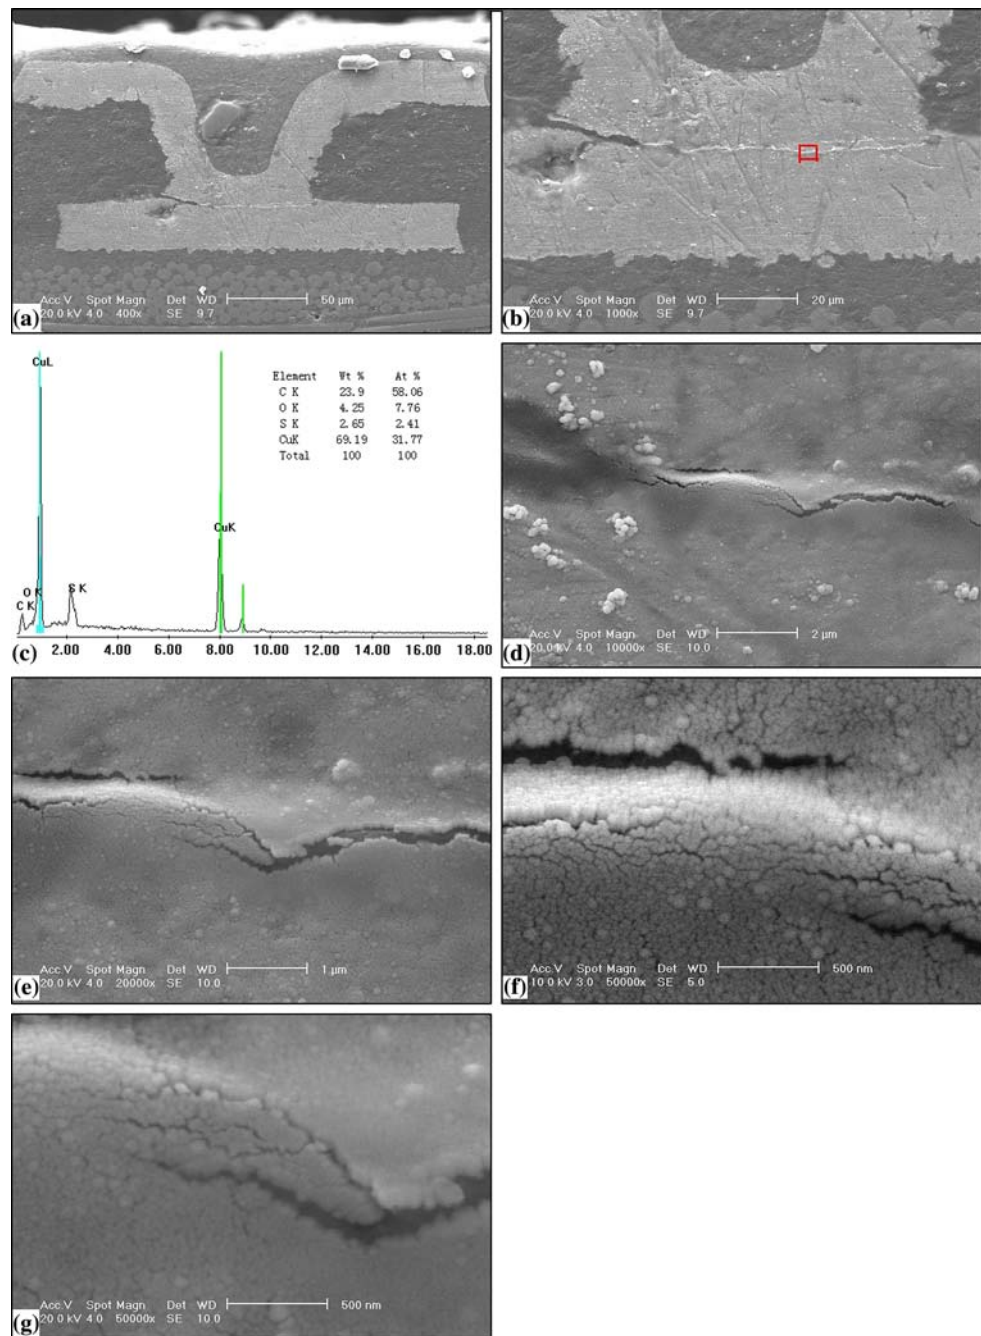 Acc.V Spot Magn Det WD 50 µm
20.0 kV 4.0 400x SE 9.7
(a)
Acc.V Spot Magn Det WD 20 µm
20.0 kV 4.0 1000x SE 9.7
(b)
CuL
Element Wt % At %
C K 23.9 58.06
O K 4.25 7.76
S K 2.65 2.41
CuK 69.19 31.77
Total 100 100
CuK
O K
S K
C K
2.00 4.00 6.00 8.00 10.00 12.00 14.00 16.00 18.00
(c)
Acc.V Spot Magn Det WD 2 µm
4.0 10000x SE 10.0
(d)
Acc.V Spot Magn Det WD 1 µm
20.0 kV 4.0 20000x SE 10.0
(e)
Acc.V Spot Magn Det WD 500 nm
10.0 kV 3.0 50000x SE 5.0
(f)
Acc.V Spot Magn Det WD 500 nm
20.0 kV 4.0 50000x SE 10.0
(g)